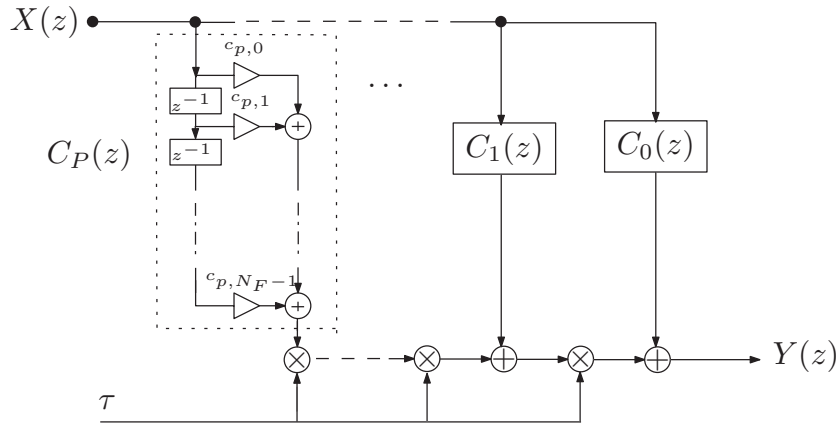 X(z)
c_{p,0}
z^{-1}
c_{p,1}
...
z^{-1}
C_P(z)
C_1(z)
C_0(z)
c_{p,N_F-1}
Y(z)
τ